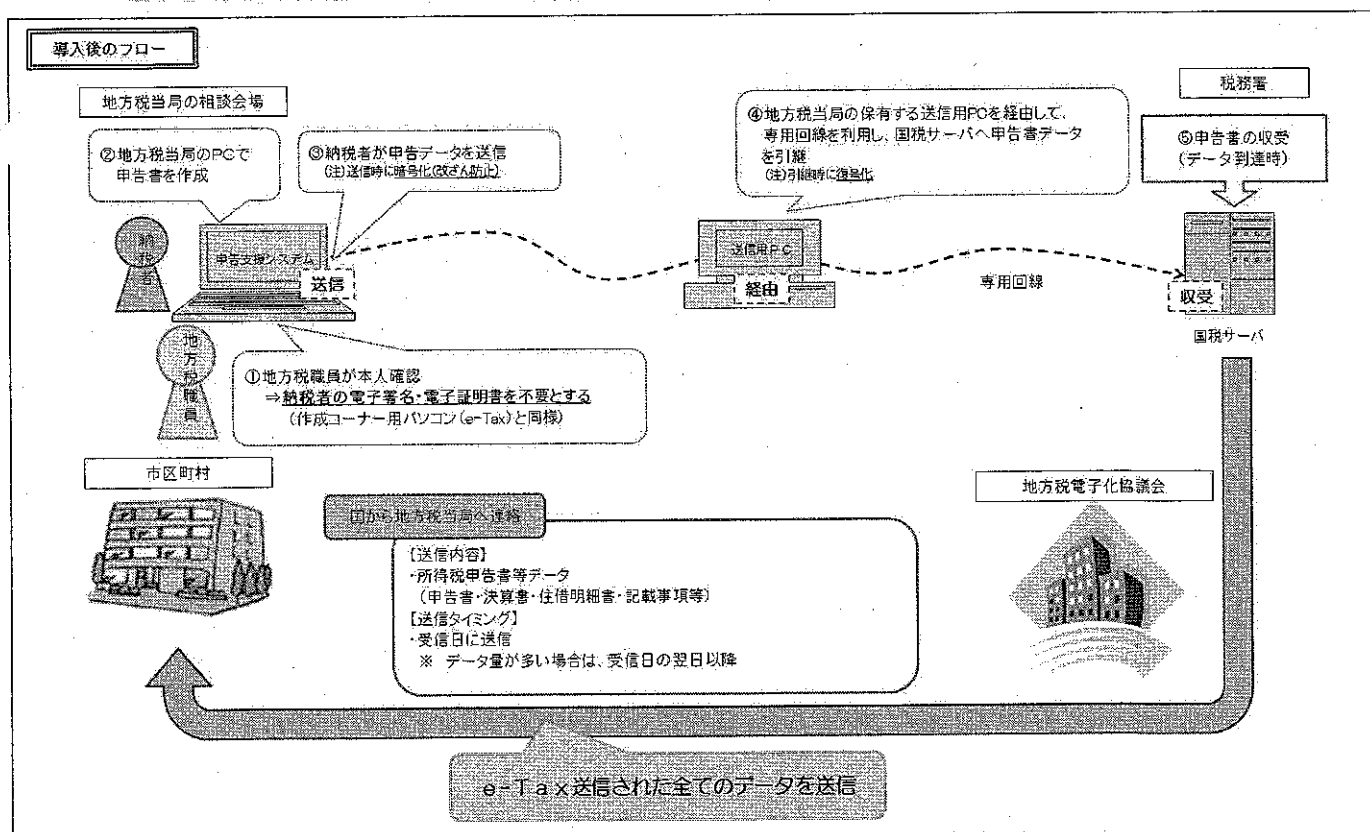 導入後のフロー
地方税当局の相談会場
税務署
②地方税当局のPCで
申告書を作成
③納税者が申告データを送信
(注)送信時に暗号化(改ざん防止)
④地方税当局の保有する送信用PCを経由して、
専用回線を利用し、国税サーバへ申告書データ
を引継
(注)引継時に復号化
⑤申告書の収受
(データ到達時)
納税者
申告支援システム
送信
送信用PC
経由
専用回線
収受
国税サーバ
地方税職員
①地方税職員が本人確認
⇒納税者の電子署名・電子証明書を不要とする
(作成コーナー用パソコン(e-Tax)と同様)
市区町村
地方税電子化協議会
国から地方税当局へ連絡
【送信内容】
・所得税申告書等データ
(申告書・決算書・住借明細書・記載事項等)
【送信タイミング】
・受信日に送信
※ データ量が多い場合は、受信日の翌日以降
e-Tax送信された全てのデータを送信